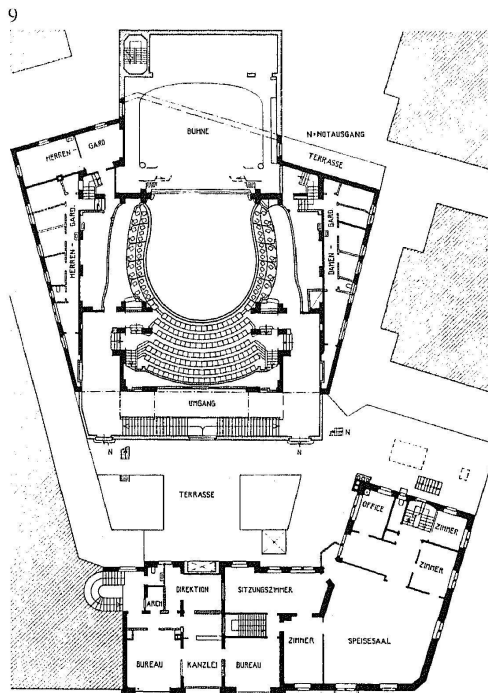 9
BÜHNE
N=NOTAUSGANG
TERRASSE
HERREN-
GARD
HERREN-
GARD.
DAMEN-
GARD
UMGANG
N
N
N
TERRASSE
OFFICE
ZIMMER
ZIMMER
DIREKTION
SITZUNGSZIMMER
ARCH
ZIMMER
SPEISESAAL
BUREAU
KANZLEI
BUREAU